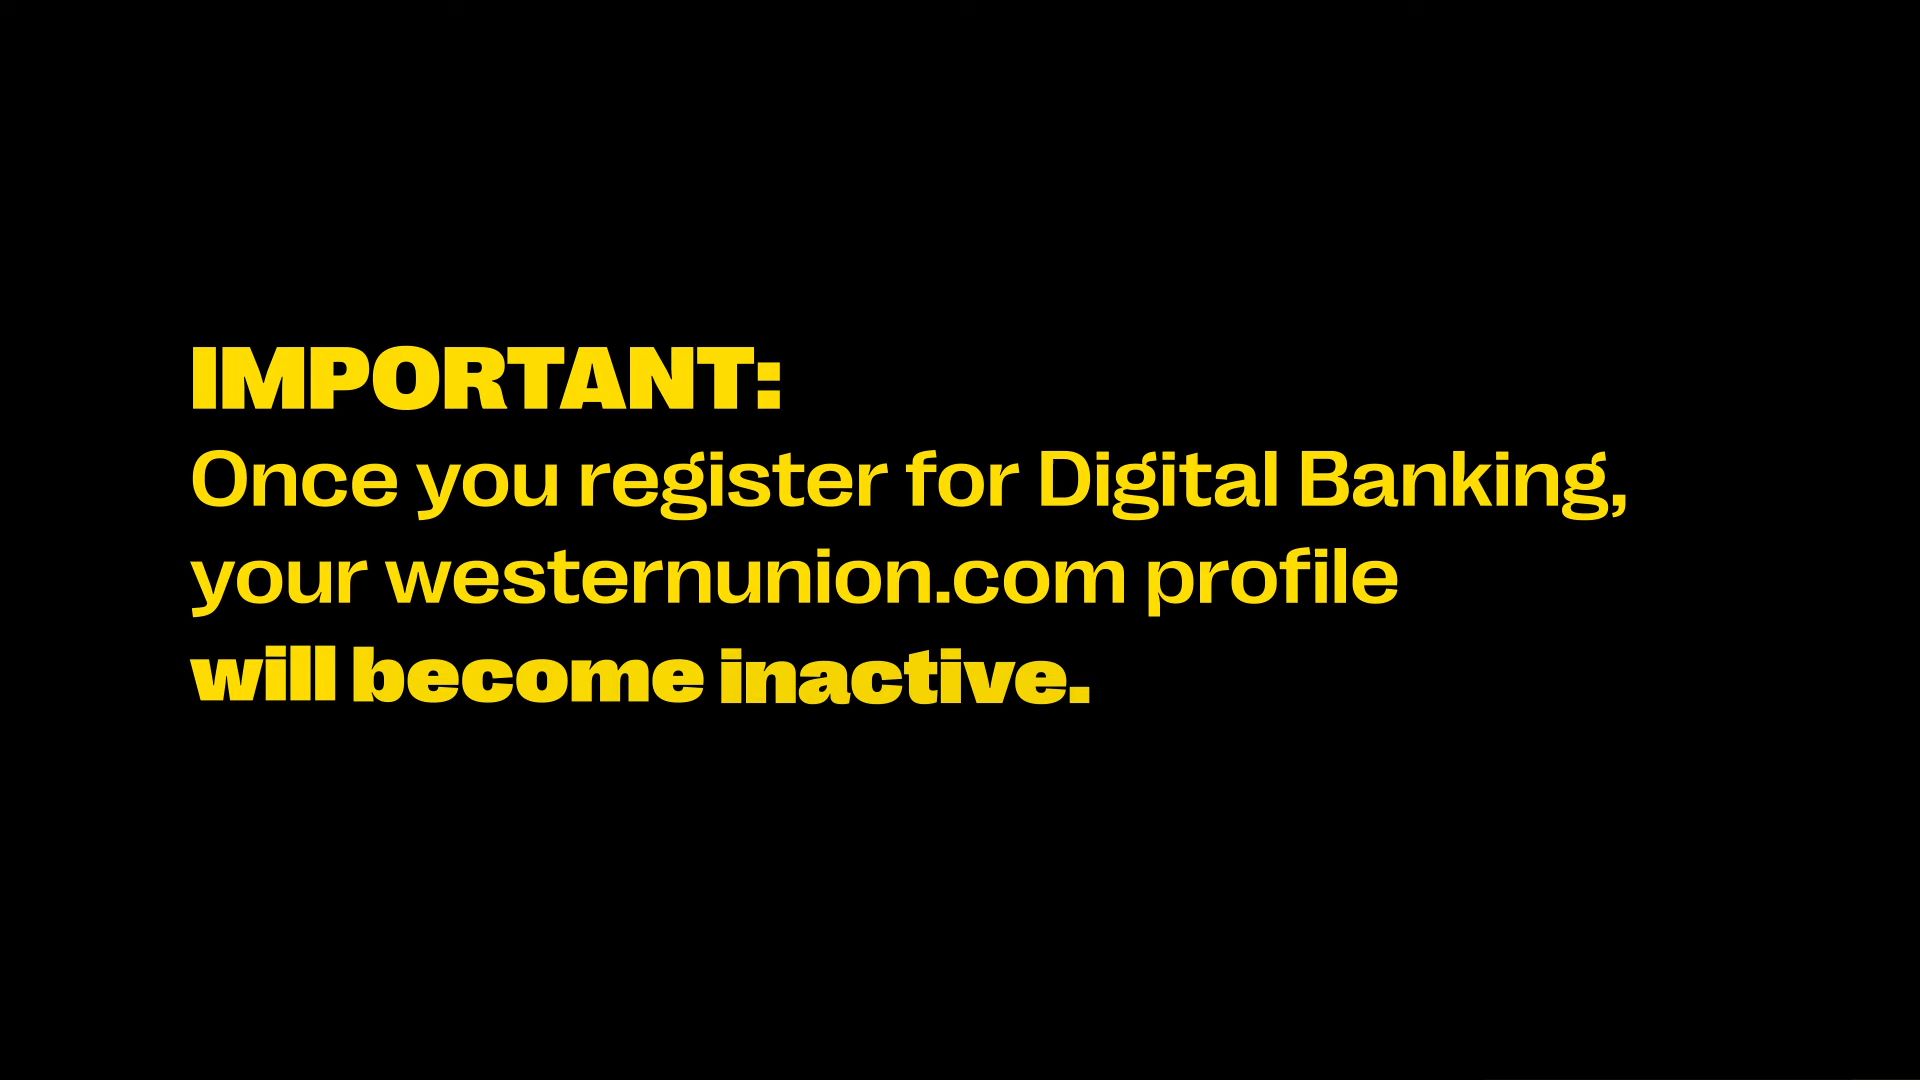 IMPORTANT:
Once you register for Digital Banking,
your westernunion.com profile
will become inactive.